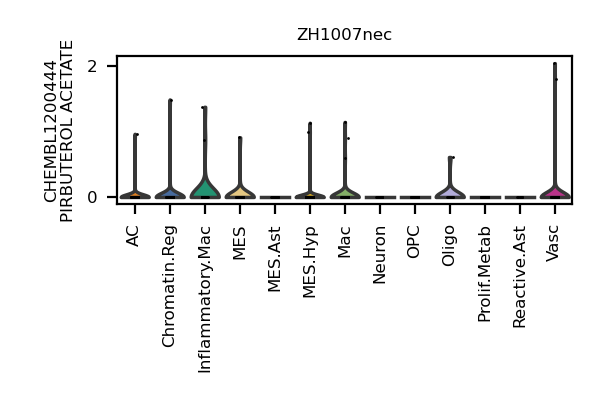 ZH1007nec
CHEMBL1200444
PIRBUTEROL ACETATE
2
0
AC
Chromatin.Reg
Inflammatory.Mac
MES
MES.Ast
MES.Hyp
Mac
Neuron
OPC
Oligo
Prolif.Metab
Reactive.Ast
Vasc